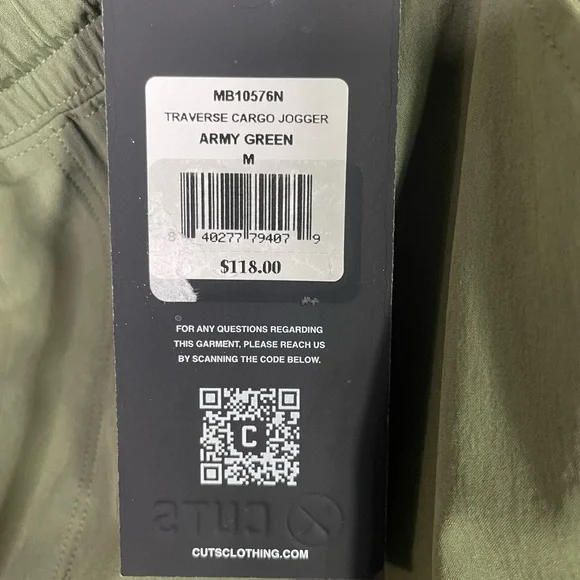 MB10576N
TRAVERSE CARGO JOGGER
ARMY GREEN
M
8 40277 79407 9
$118.00
FOR ANY QUESTIONS REGARDING
THIS GARMENT, PLEASE REACH US
BY SCANNING THE CODE BELOW.
C
CUTS
CUTSCLOTHING.COM